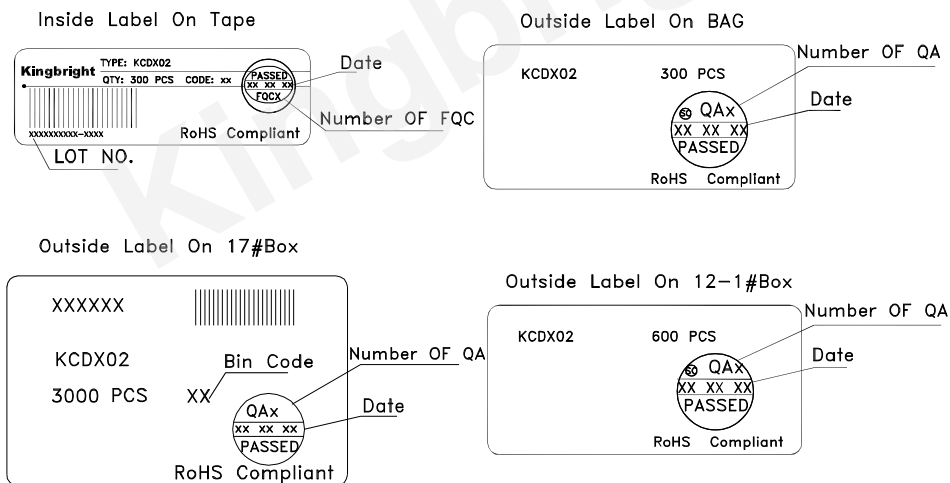 Inside Label On Tape
Kingbright
TYPE: KCDX02
QTY: 300 PCS CODE: xx
PASSED
xx xx xx
FQCX
xxxxxxxxxx-xxxx
RoHS Compliant
Date
Number OF FQC
LOT NO.
Outside Label On BAG
KCDX02 300 PCS
SC QAx
XX XX XX
PASSED
RoHS Compliant
Number OF QA
Date
Outside Label On 17#Box
XXXXXX
KCDX02
3000 PCS XX
Bin Code
QAx
xx xx xx
PASSED
RoHS Compliant
Number OF QA
Date
Outside Label On 12-1#Box
KCDX02 600 PCS
SC QAx
XX XX XX
PASSED
RoHS Compliant
Number OF QA
Date
Kingbright